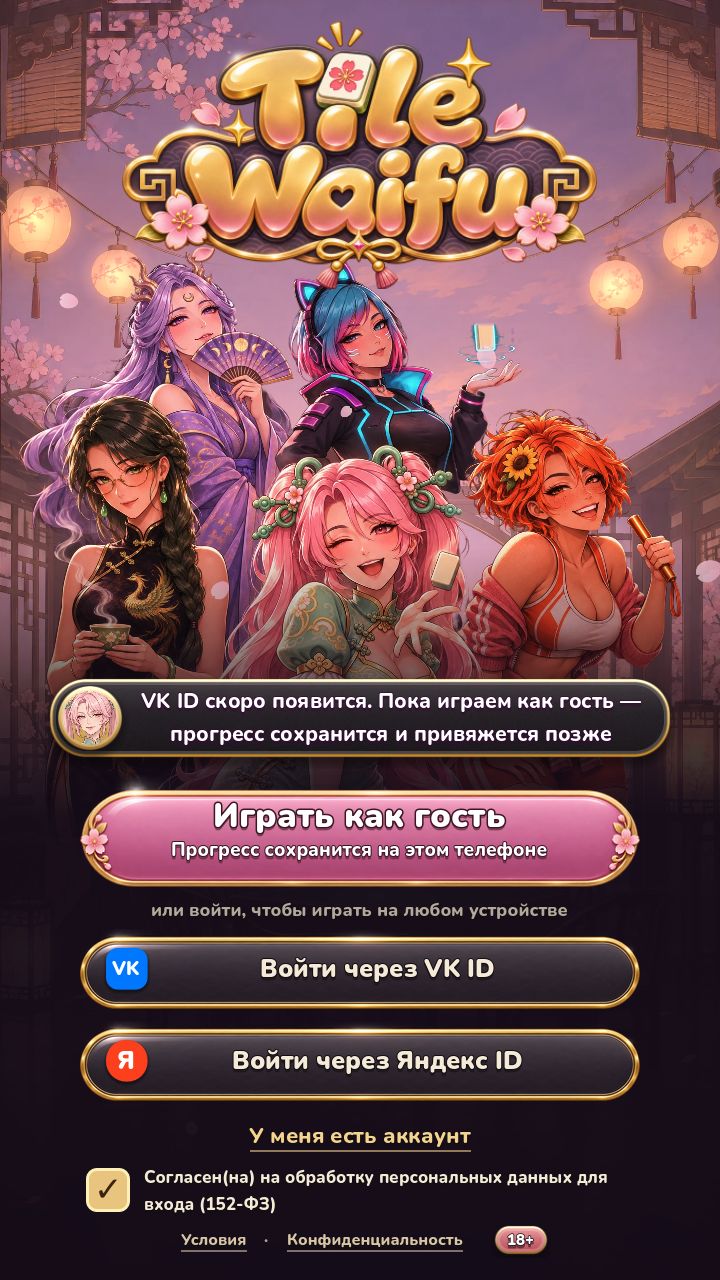 Tile
Waifu
VK ID скоро появится. Пока играем как гость —
прогресс сохранится и привяжется позже
Играть как гость
Прогресс сохранится на этом телефоне
или войти, чтобы играть на любом устройстве
VK Войти через VK ID
Я Войти через Яндекс ID
У меня есть аккаунт
✓ Согласен(на) на обработку персональных данных для
входа (152-ФЗ)
Условия · Конфиденциальность 18+